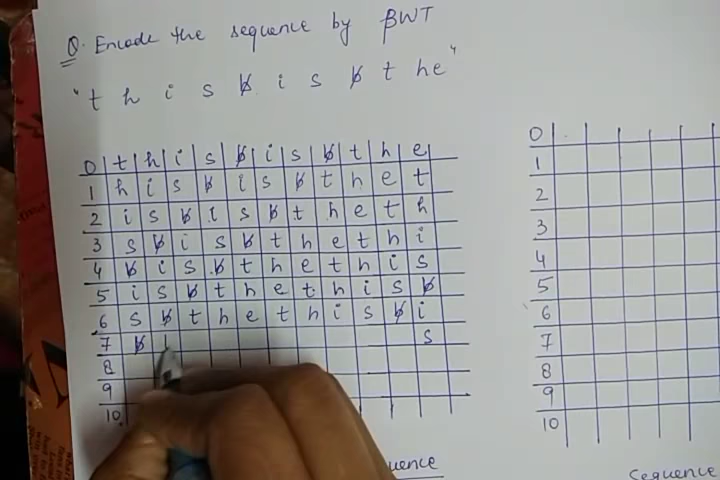 Q. Encode the sequence by BWT
"t h i s ƀ i s ƀ t he"
0 t h i s ƀ i s ƀ t h e
1 h i s ƀ i s ƀ t h e t
2 i s ƀ i s ƀ t h e t h
3 s ƀ i s ƀ t h e t h i
4 ƀ i s ƀ t h e t h i s
5 i s ƀ t h e t h i s ƀ
6 s ƀ t h e t h i s ƀ i
7 ƀ s
8
9
10
0
1
2
3
4
5
6
7
8
9
10
Sequence